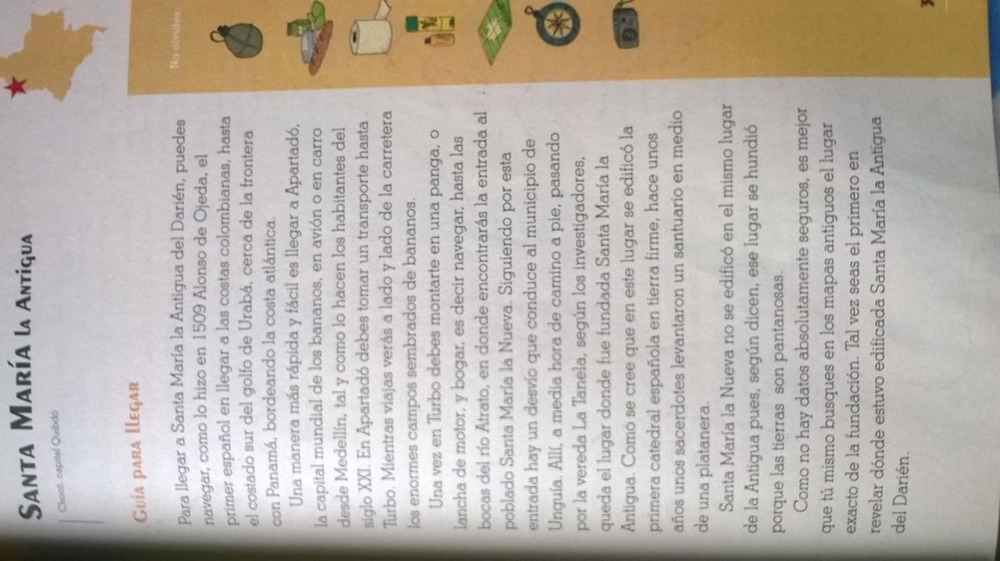 SANTA MARÍA LA ANTIGUA
Chocó, capital Quibdó
GUÍA PARA LLEGAR
Para llegar a Santa María la Antigua del Darién, puedes
navegar, como lo hizo en 1509 Alonso de Ojeda, el
primer español en llegar a las costas colombianas, hasta
el costado sur del golfo de Urabá, cerca de la frontera
con Panamá, bordeando la costa atlántica.
Una manera más rápida y fácil es llegar a Apartadó,
la capital mundial de los bananos, en avión o en carro
desde Medellín, tal y como lo hacen los habitantes del
siglo XXI. En Apartadó debes tomar un transporte hasta
Turbo. Mientras viajas verás a lado y lado de la carretera
los enormes campos sembrados de bananos.
Una vez en Turbo debes montarte en una panga, o
lancha de motor, y bogar, es decir navegar, hasta las
bocas del río Atrato, en donde encontrarás la entrada al
poblado Santa María la Nueva. Siguiendo por esta
entrada hay un desvío que conduce al municipio de
Unguía. Allí, a media hora de camino a pie, pasando
por la vereda La Tanela, según los investigadores,
queda el lugar donde fue fundada Santa María la
Antigua. Como se cree que en este lugar se edificó la
primera catedral española en tierra firme, hace unos
años unos sacerdotes levantaron un santuario en medio
de una platanera.
Santa María la Nueva no se edificó en el mismo lugar
de la Antigua pues, según dicen, ese lugar se hundió
porque las tierras son pantanosas.
Como no hay datos absolutamente seguros, es mejor
que tú mismo busques en los mapas antiguos el lugar
exacto de la fundación. Tal vez seas el primero en
revelar dónde estuvo edificada Santa María la Antigua
del Darién.
No olvides:
3